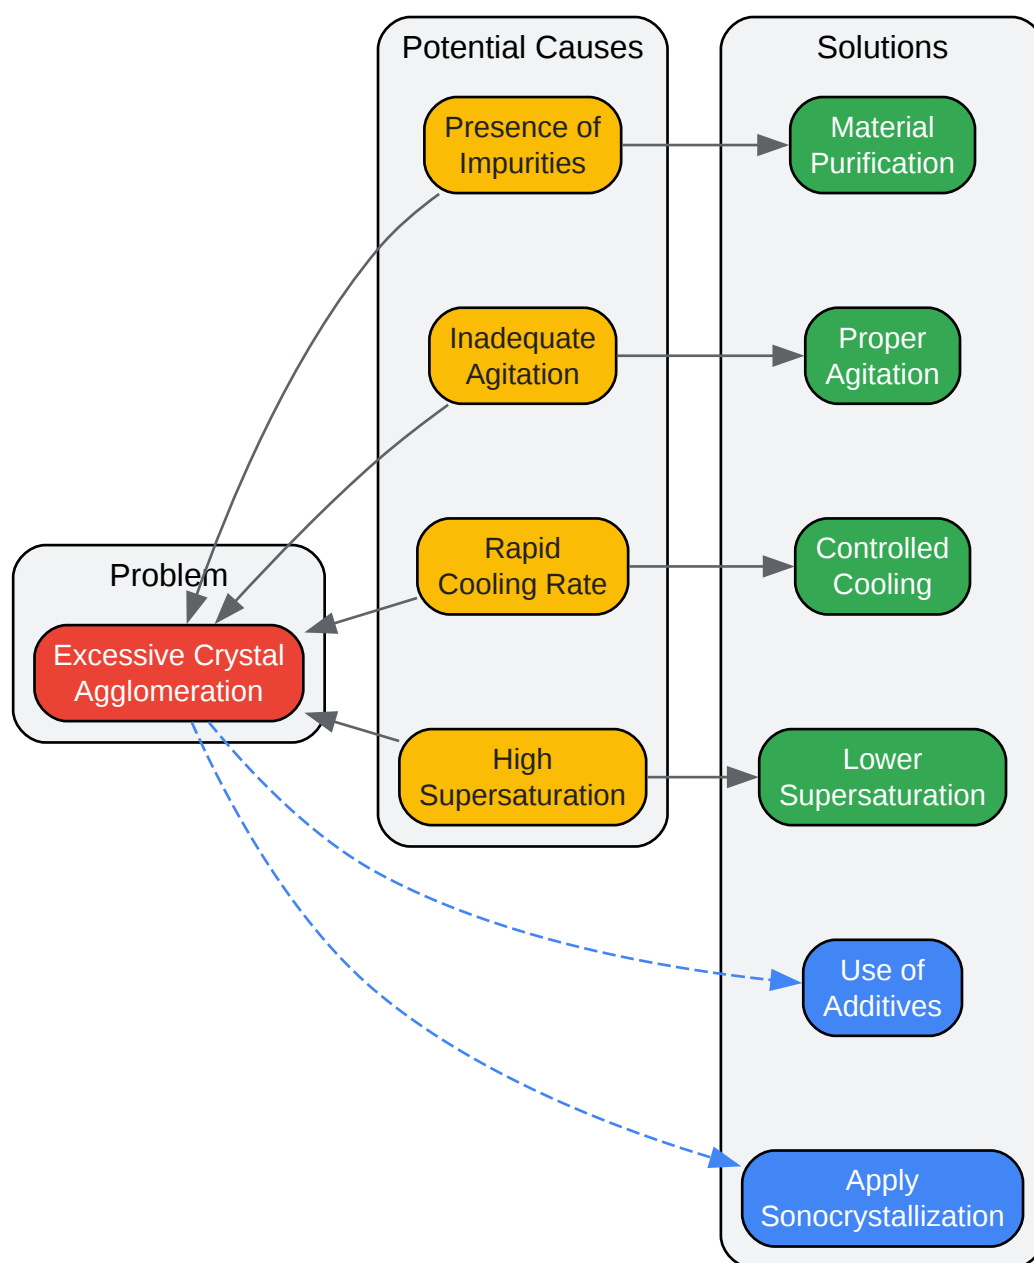 Potential Causes
Solutions
Presence of
Impurities
Material
Purification
Inadequate
Agitation
Proper
Agitation
Rapid
Cooling Rate
Controlled
Cooling
Problem
Excessive Crystal
Agglomeration
High
Supersaturation
Lower
Supersaturation
Use of
Additives
Apply
Sonocrystallization